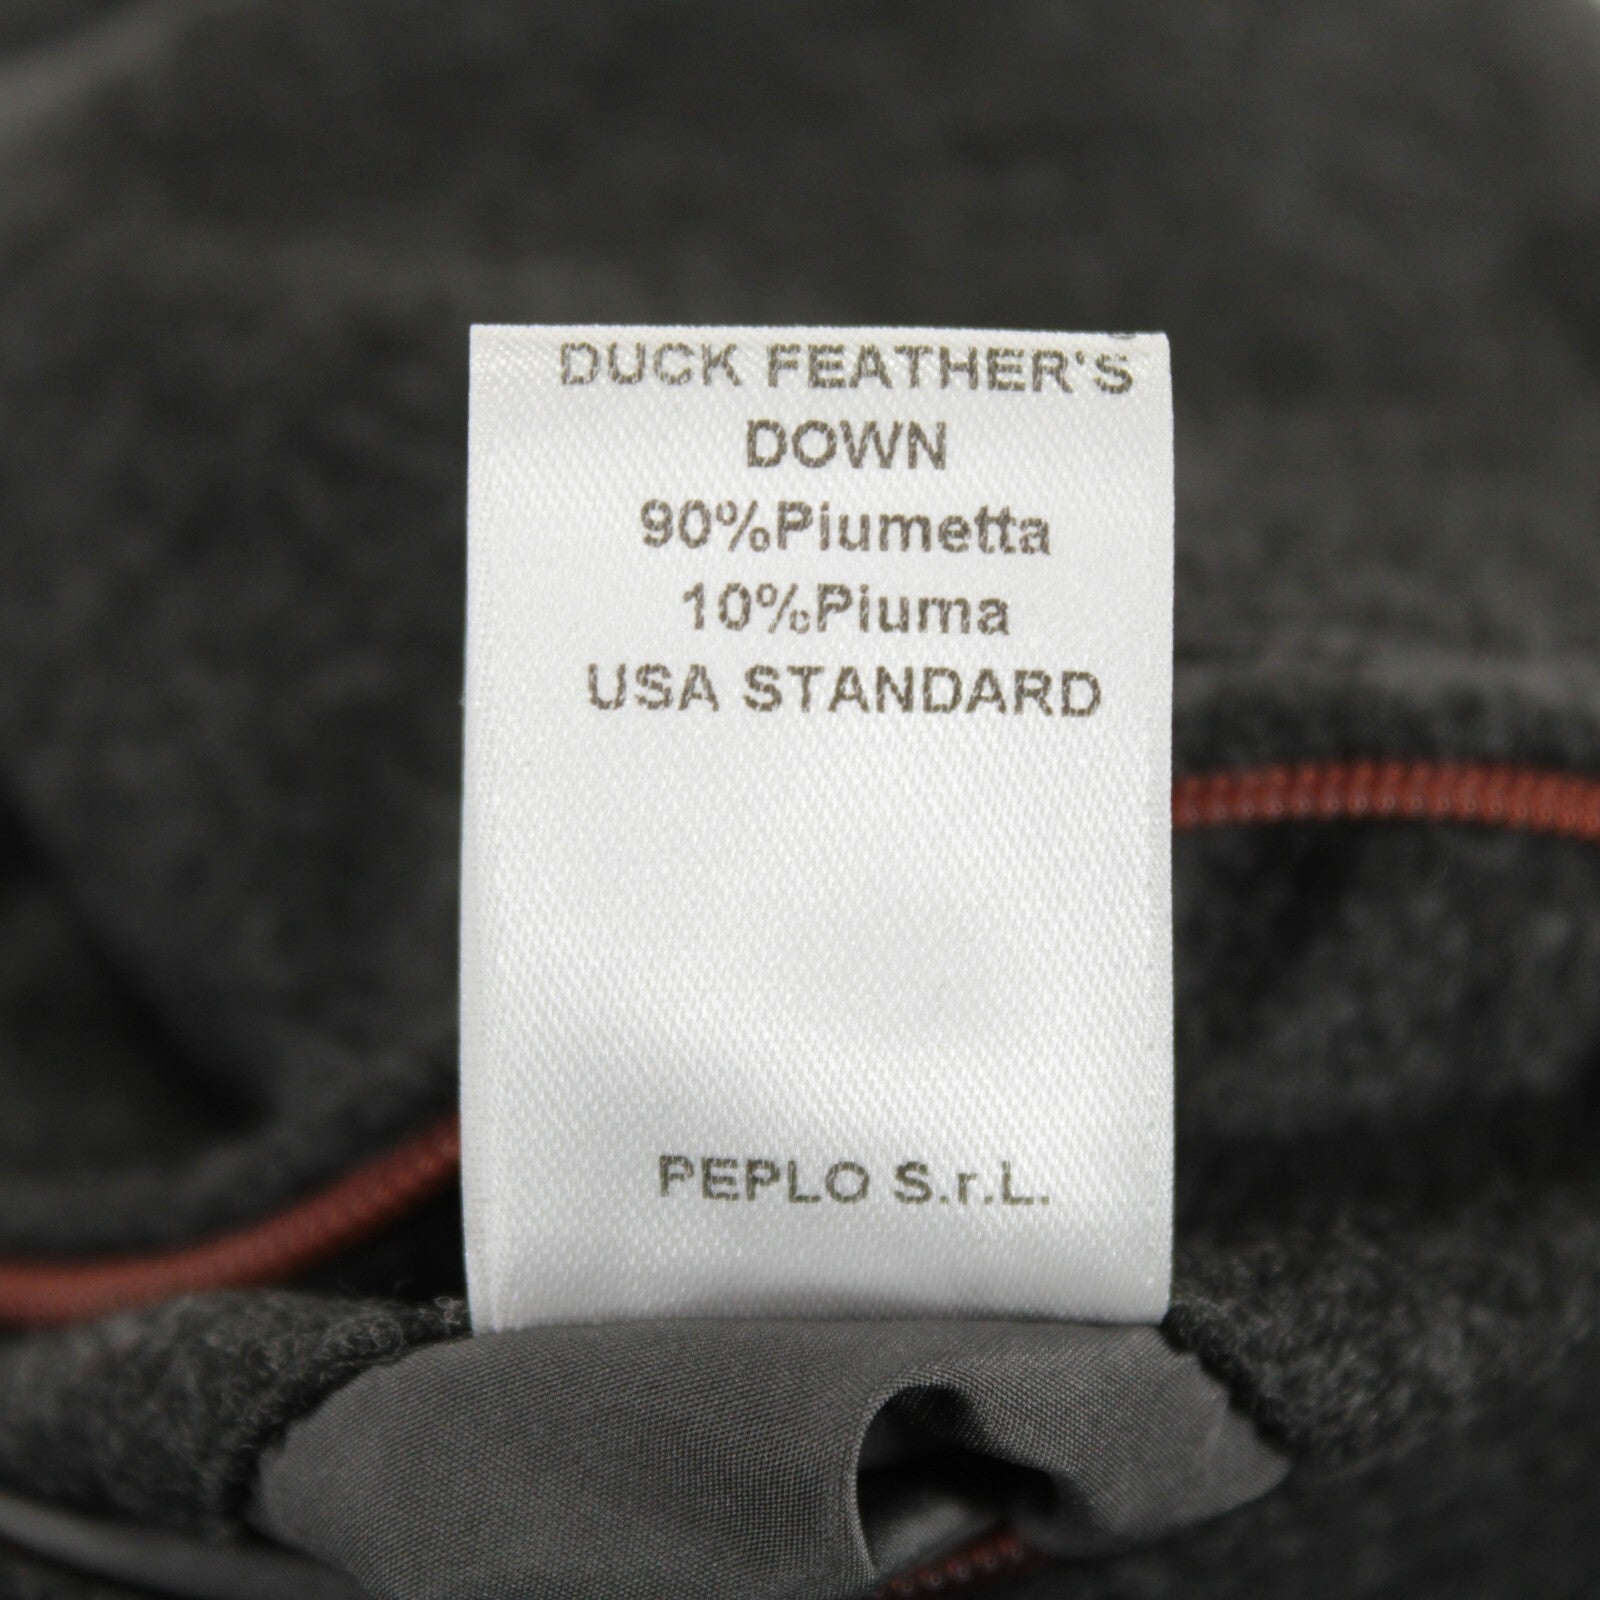 DUCK FEATHER'S
DOWN
90%Piumetta
10%Piuma
USA STANDARD
PEPLO S.r.L.